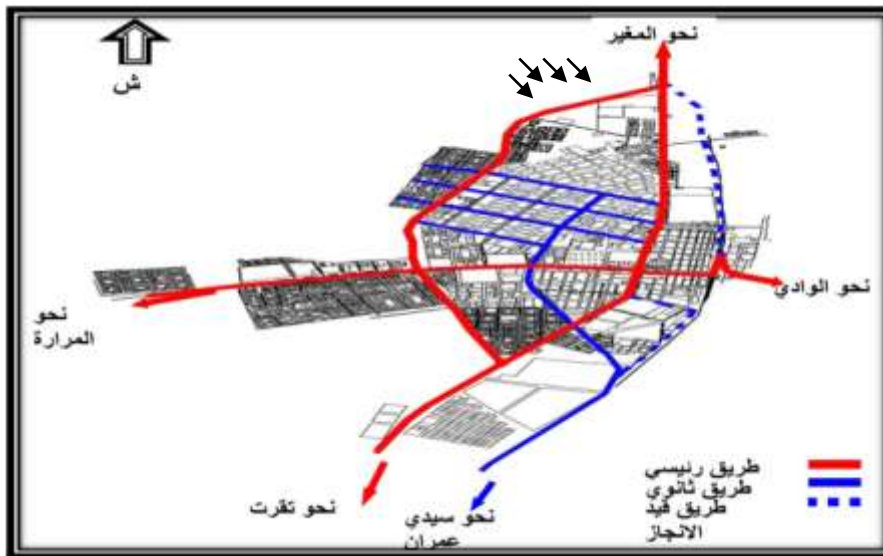 نحو المغير
ش
نحو الوادي
نحو
المرارة
نحو تقرت
نحو سيدي
عمران
طريق رئيسي
طريق ثانوي
طريق قيد
الانجاز